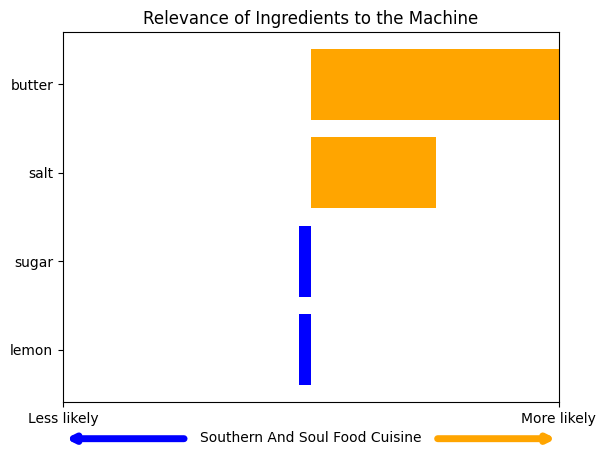 Relevance of Ingredients to the Machine
butter
salt
sugar
lemon
Less likely
More likely
Southern And Soul Food Cuisine